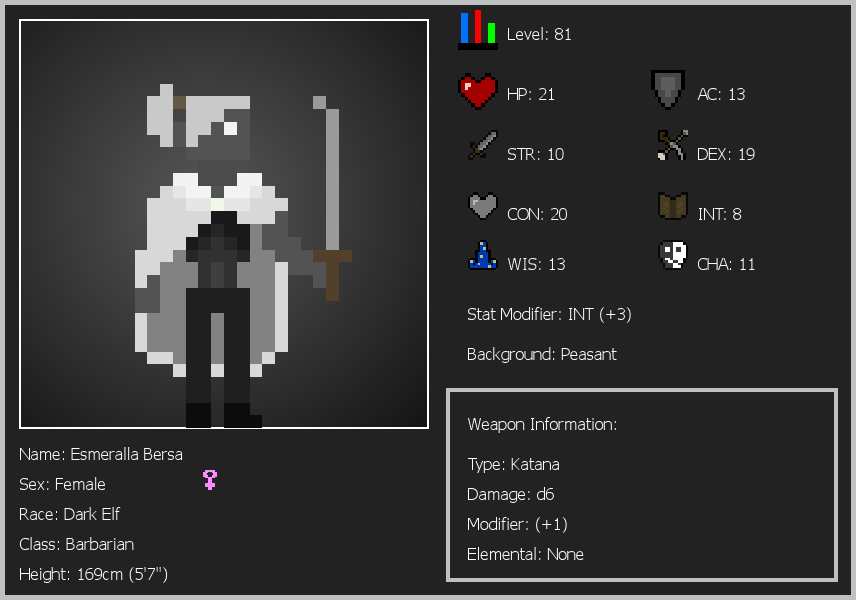 Level: 81
HP: 21
AC: 13
STR: 10
DEX: 19
CON: 20
INT: 8
WIS: 13
CHA: 11
Stat Modifier: INT (+3)
Background: Peasant
Weapon Information:
Type: Katana
Damage: d6
Modifier: (+1)
Elemental: None
Name: Esmeralla Bersa
Sex: Female
Race: Dark Elf
Class: Barbarian
Height: 169cm (5'7")